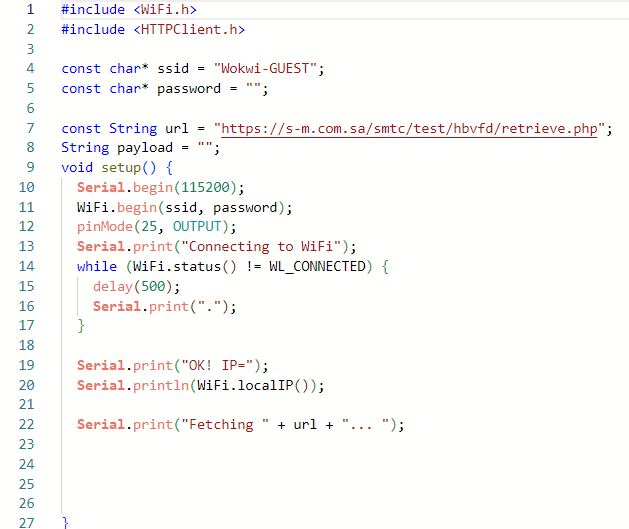 1 #include <WiFi.h>
2 #include <HTTPClient.h>
3
4 const char* ssid = "Wokwi-GUEST";
5 const char* password = "";
6
7 const String url = "https://s-m.com.sa/smtc/test/hbvfd/retrieve.php";
8 String payload = "";
9 void setup() {
10   Serial.begin(115200);
11   WiFi.begin(ssid, password);
12   pinMode(25, OUTPUT);
13   Serial.print("Connecting to WiFi");
14   while (WiFi.status() != WL_CONNECTED) {
15     delay(500);
16     Serial.print(".");
17   }
18
19   Serial.print("OK! IP=");
20   Serial.println(WiFi.localIP());
21
22   Serial.print("Fetching " + url + "... ");
23
24
25
26
27 }